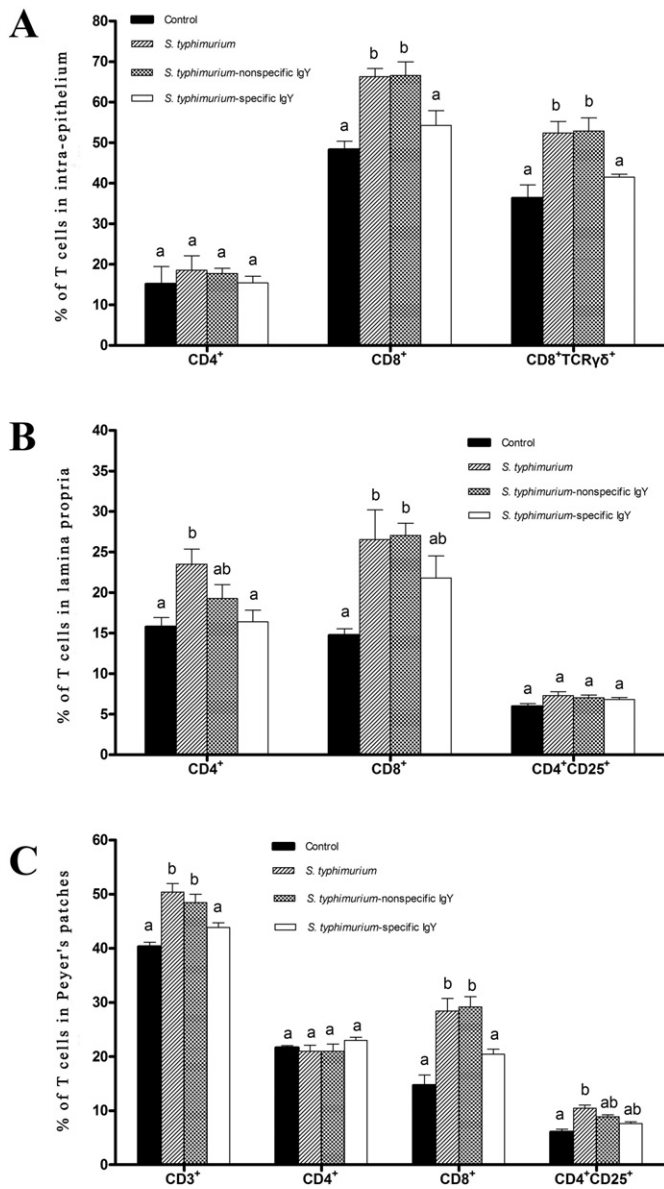 A
% of T cells in intra-epithelium
80
70
60
50
40
30
20
10
0
Control
S. typhimurium
S. typhimurium-nonspecific IgY
S. typhimurium-specific IgY
a a a a
a b b a
a b b a
CD4⁺ CD8⁺ CD8⁺TCRγδ⁺
B
% of T cells in lamina propria
40
35
30
25
20
15
10
5
0
Control
S. typhimurium
S. typhimurium-nonspecific IgY
S. typhimurium-specific IgY
a b ab a
a b b ab
a a a a
CD4⁺ CD8⁺ CD4⁺CD25⁺
C
% of T cells in Peyer's patches
60
50
40
30
20
10
0
Control
S. typhimurium
S. typhimurium-nonspecific IgY
S. typhimurium-specific IgY
a b b a
a a a a
a b b a
a b ab ab
CD3⁺ CD4⁺ CD8⁺ CD4⁺CD25⁺